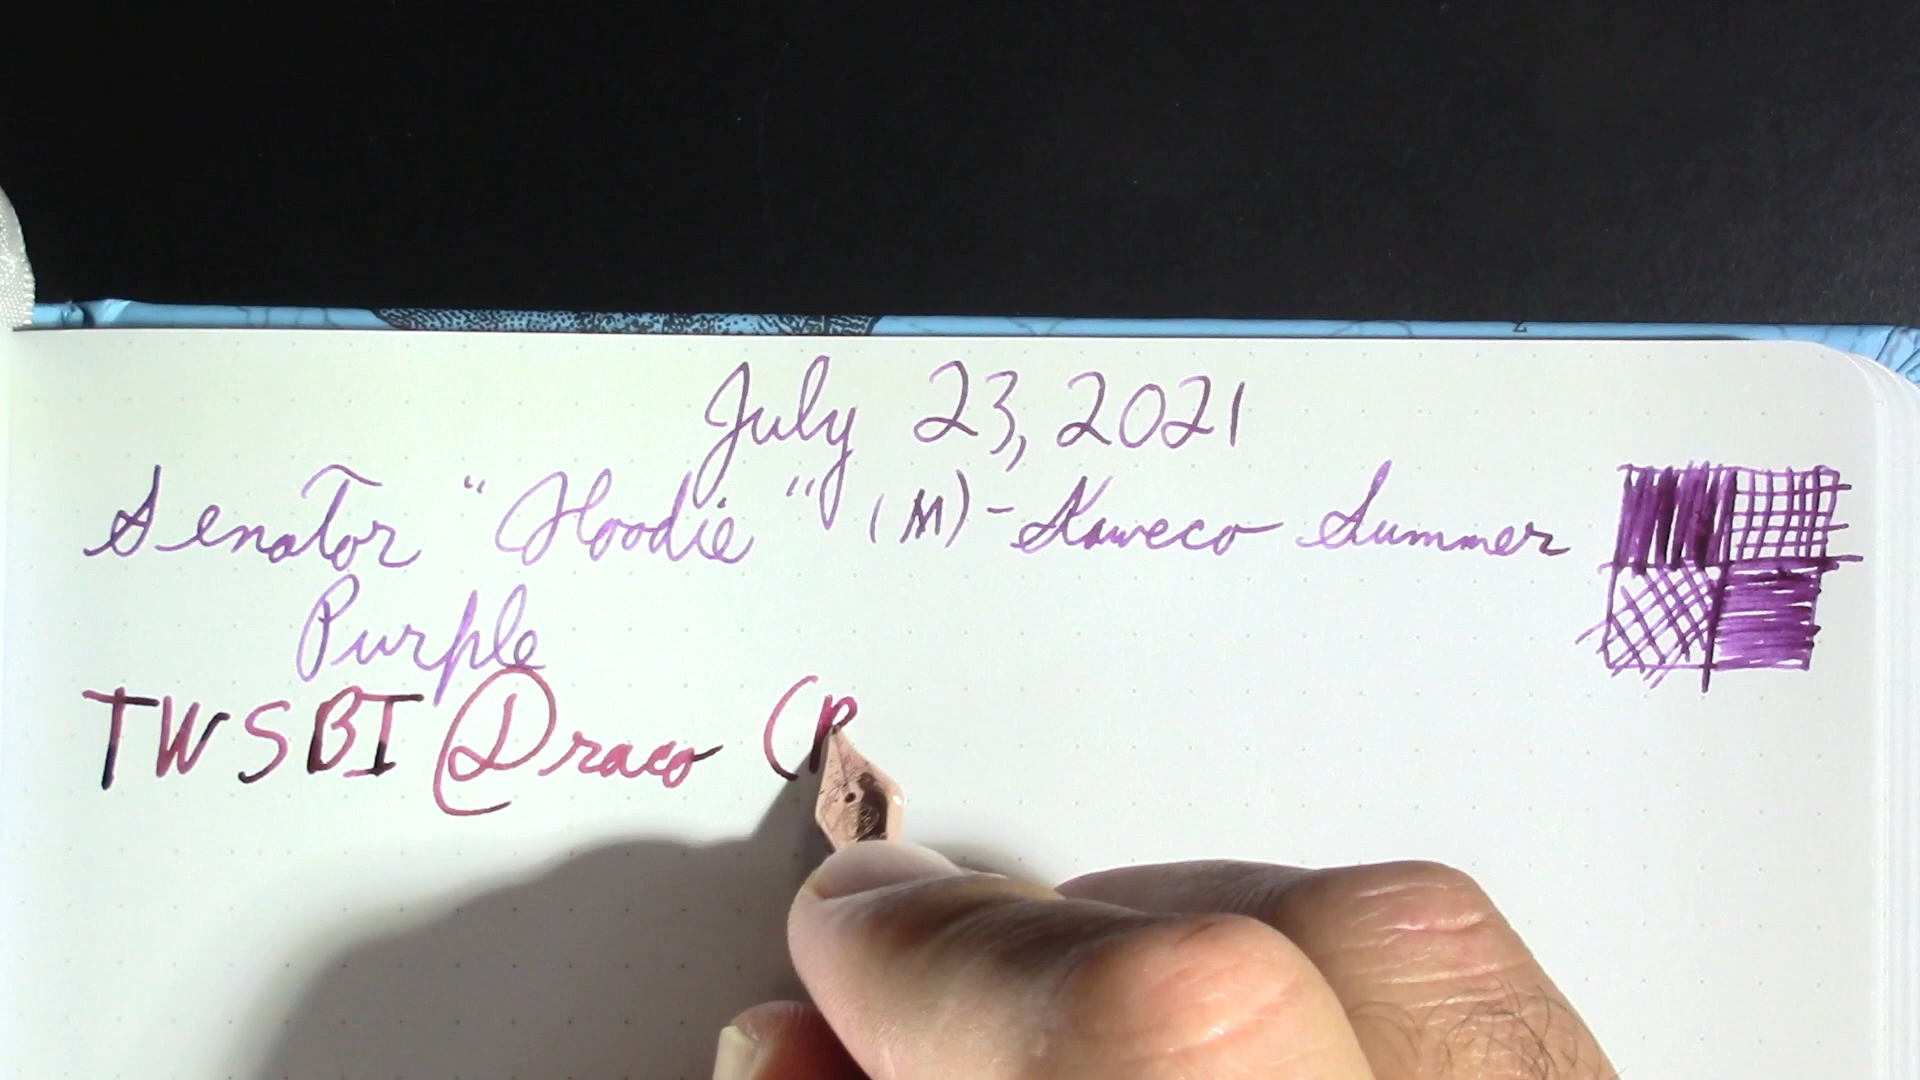 July 23, 2021
Senator "Hoodie" (M) - Kaweco Summer
Purple
TWSBI Draco (B